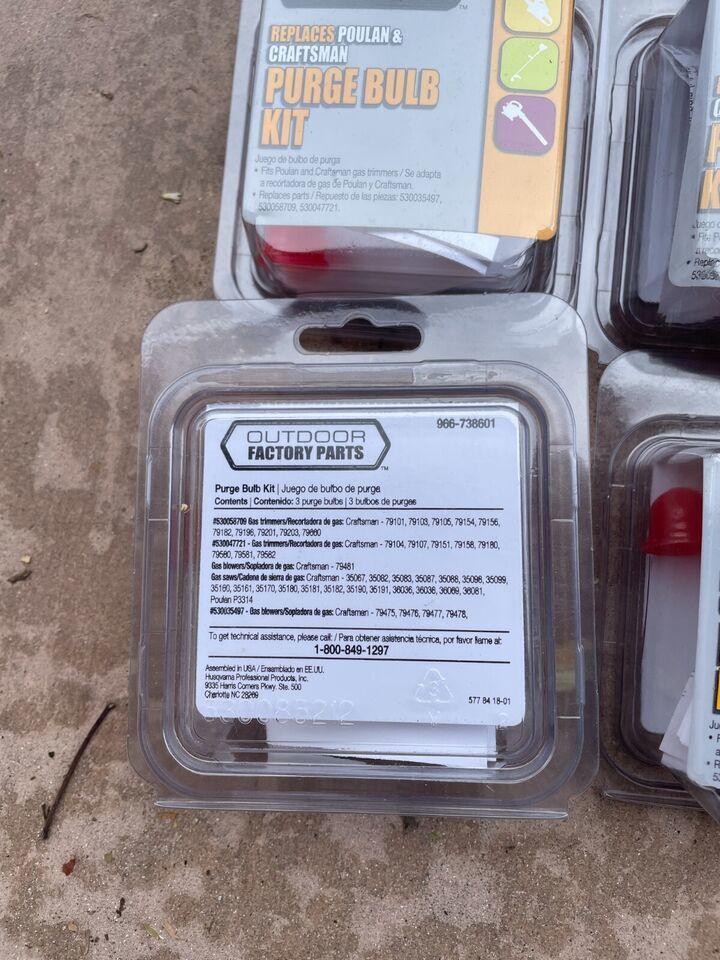 ™
REPLACES POULAN &
CRAFTSMAN
PURGE BULB
KIT
Juego de bulbo de purga
• Fits Poulan and Craftsman gas trimmers / Se adapta
a recortadora de gas de Poulan y Craftsman.
• Replaces parts / Repuesto de las piezas: 530035497,
530058709, 530047721.
966-738601
OUTDOOR
FACTORY PARTS
™
Purge Bulb Kit | Juego de bulbo de purga
Contents | Contenido: 3 purge bulbs | 3 bulbos de purgas
#530058709 Gas trimmers/Recortadora de gas: Craftsman - 79101, 79103, 79105, 79154, 79156,
79182, 79196, 79201, 79203, 79660
#530047721 - Gas trimmers/Recortadora de gas: Craftsman - 79104, 79107, 79151, 79158, 79180,
79560, 79581, 79582
Gas blowers/Sopladora de gas: Craftsman - 79481
Gas saws/Cadena de sierra de gas: Craftsman - 35067, 35082, 35083, 35087, 35088, 35098, 35099,
35160, 35161, 35170, 35180, 35181, 35182, 35190, 35191, 36036, 36069, 36081,
Poulan P3314
#530035497 - Gas blowers/Sopladora de gas: Craftsman - 79475, 79476, 79477, 79478,
To get technical assistance, please call: / Para obtener asistencia técnica, por favor llame al:
1-800-849-1297
Assembled in USA / Ensamblado en EE.UU.
Husqvarna Professional Products, Inc.
9335 Harris Corners Pkwy. Ste. 500
Charlotte NC 28269
577 84 18-01